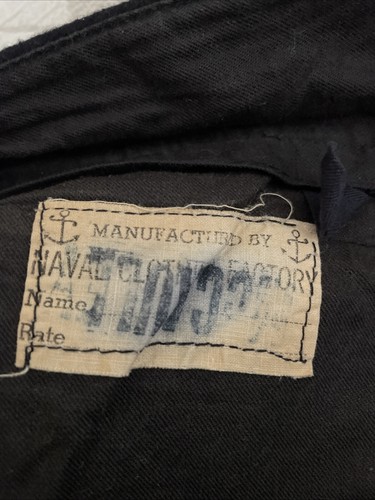 MANUFACTURED BY
NAVAL CLOTHING FACTORY
Name
Rate